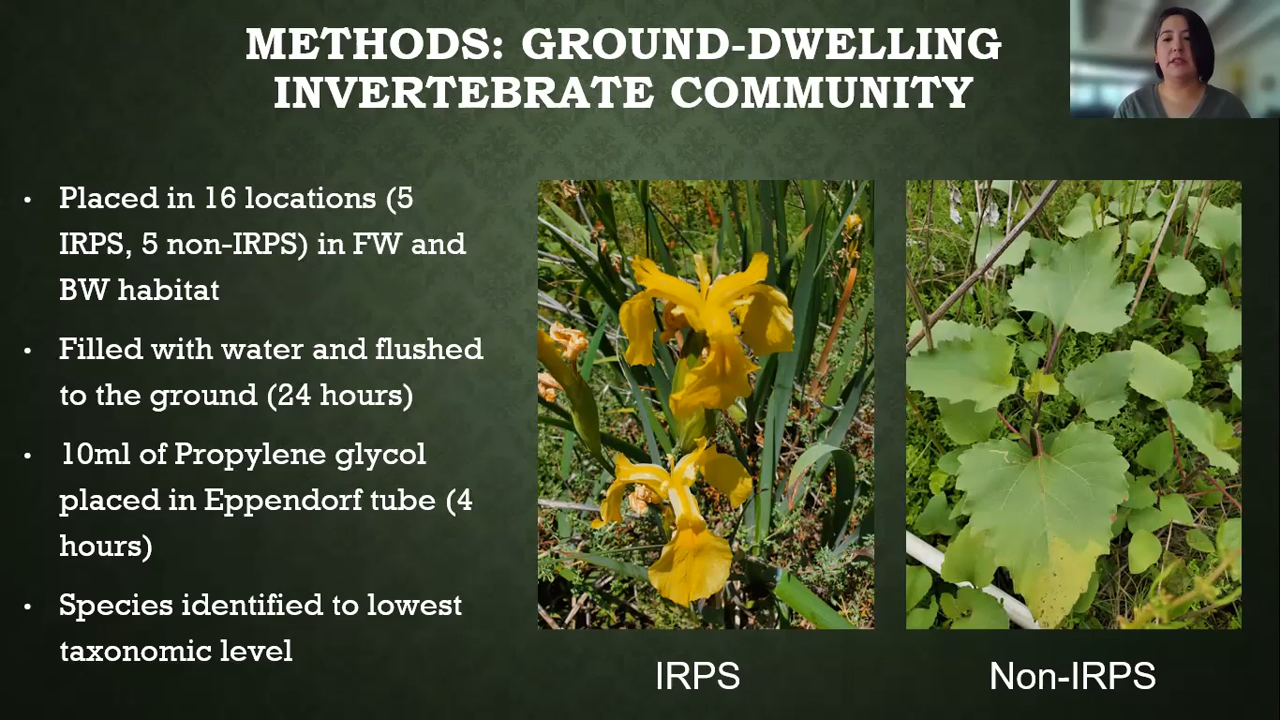 METHODS: GROUND-DWELLING
INVERTEBRATE COMMUNITY
• Placed in 16 locations (5
IRPS, 5 non-IRPS) in FW and
BW habitat
• Filled with water and flushed
to the ground (24 hours)
• 10ml of Propylene glycol
placed in Eppendorf tube (4
hours)
• Species identified to lowest
taxonomic level
IRPS
Non-IRPS